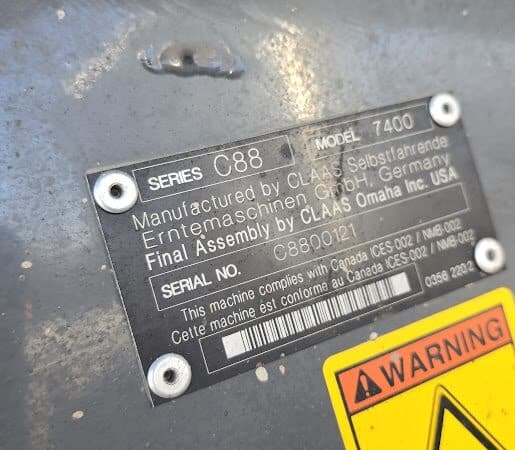 SERIES C88 MODEL 7400
Manufactured by CLAAS Selbstfahrende
Erntemaschinen GmbH, Germany
Final Assembly by CLAAS Omaha Inc. USA
SERIAL NO. C8800121
This machine complies with Canada ICES-002 / NMB-002
Cette machine est conforme au Canada ICES-002 / NMB-002
0356 220 2
WARNING